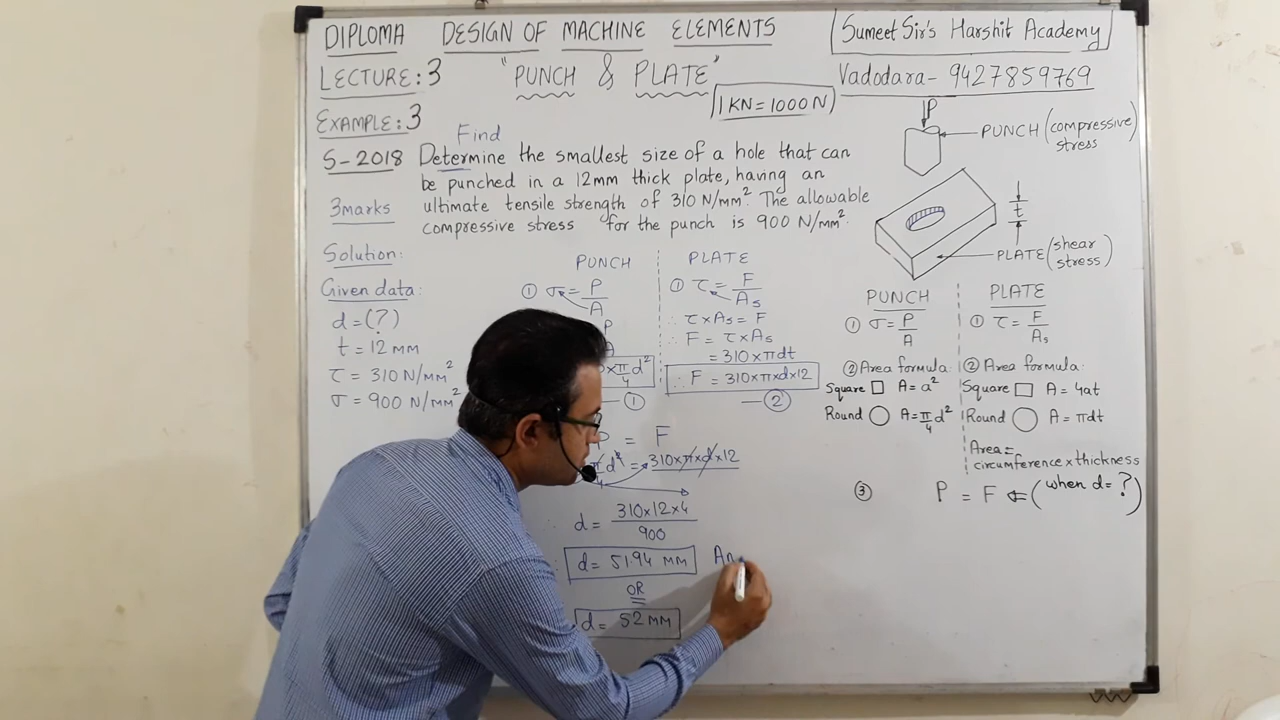 DIPLOMA DESIGN OF MACHINE ELEMENTS
Sumeet Sir's Harshit Academy
LECTURE:3 "PUNCH & PLATE"
Vadodara- 9427859769
1 KN = 1000 N
EXAMPLE:3
Find
S-2018 Determine the smallest size of a hole that can
be punched in a 12mm thick plate, having an
3marks ultimate tensile strength of 310 N/mm². The allowable
compressive stress for the punch is 900 N/mm².
P
PUNCH (compressive
stress)
t
PLATE (shear
stress)
Solution:
Given data:
d = (?)
t = 12 MM
τ = 310 N/MM²
σ = 900 N/MM²
PUNCH
① σ = P/A
P
A
×π/4 d²
— ①
PLATE
① τ = F/As
∴ τ×As = F
∴ F = τ×As
= 310×πdt
∴ F = 310×π×d×12
— ②
P = F
π/4 d² = 310×π×d×12
∴ d = 310×12×4/900
∴ d = 51.94 MM An
OR
d = 52 MM
PUNCH
① σ = P/A
② Area formula:
Square □ A = a²
Round ○ A = π/4 d²
PLATE
① τ = F/As
② Area formula:
Square □ A = 4at
Round ○ A = πdt
Area =
circumference × thickness
③ P = F ⇐ (when d = ?)